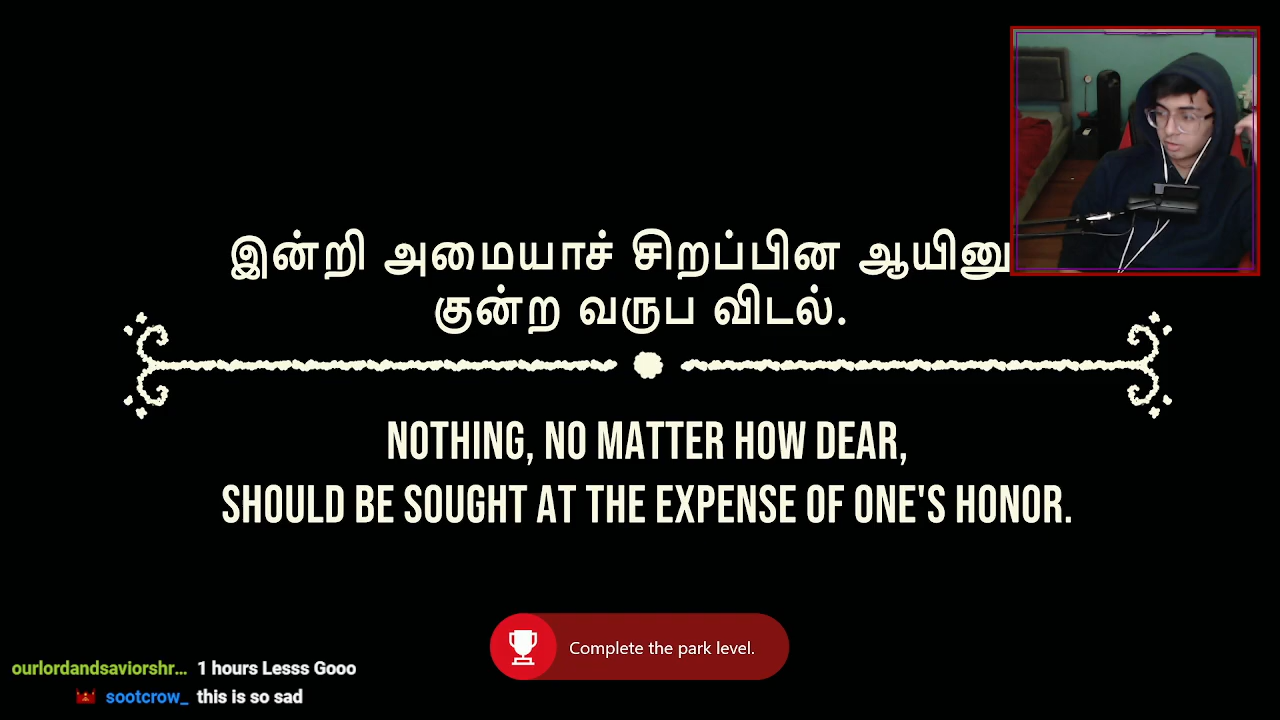 இன்றி அமையாச் சிறப்பின ஆயினு
குன்ற வருப விடல்.
NOTHING, NO MATTER HOW DEAR,
SHOULD BE SOUGHT AT THE EXPENSE OF ONE'S HONOR.
Complete the park level.
ourlordandsaviorshr... 1 hours Lesss Gooo
sootcrow_ this is so sad